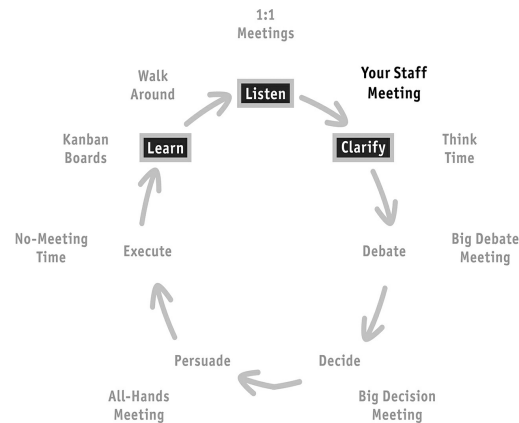 1:1
Meetings
Walk
Around
Listen
Your Staff
Meeting
Kanban
Boards
Learn
Clarify
Think
Time
No-Meeting
Time
Execute
Debate
Big Debate
Meeting
Persuade
Decide
All-Hands
Meeting
Big Decision
Meeting